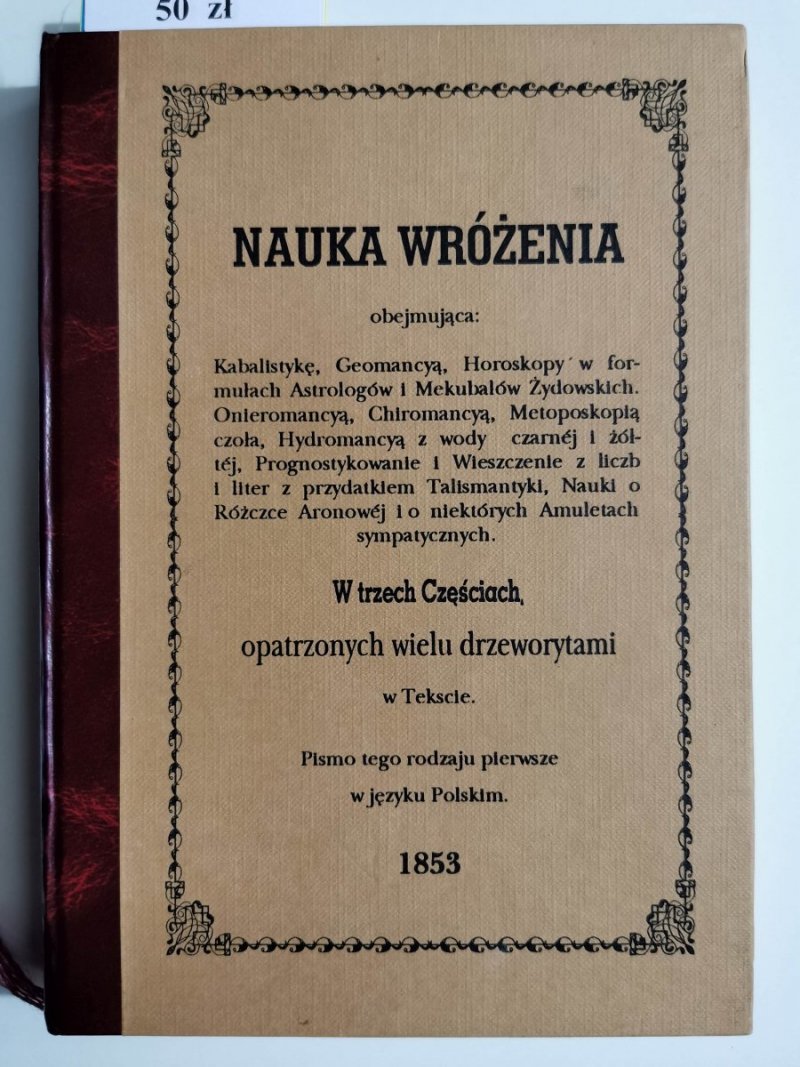 50 zł
NAUKA WRÓŻENIA
obejmująca:
Kabalistykę, Geomancyą, Horoskopy w for-
mułach Astrologów i Mekubalów Żydowskich.
Onieromancyą, Chiromancyą, Metoposkopią
czoła, Hydromancyą z wody czarnéj i żół-
téj, Prognostykowanie i Wieszczenie z liczb
i liter z przydatkiem Talismantyki, Nauki o
Różczce Aronowéj i o niektórych Amuletach
sympatycznych.
W trzech Częściach,
opatrzonych wielu drzeworytami
w Tekscie.
Pismo tego rodzaju pierwsze
w języku Polskim.
1853